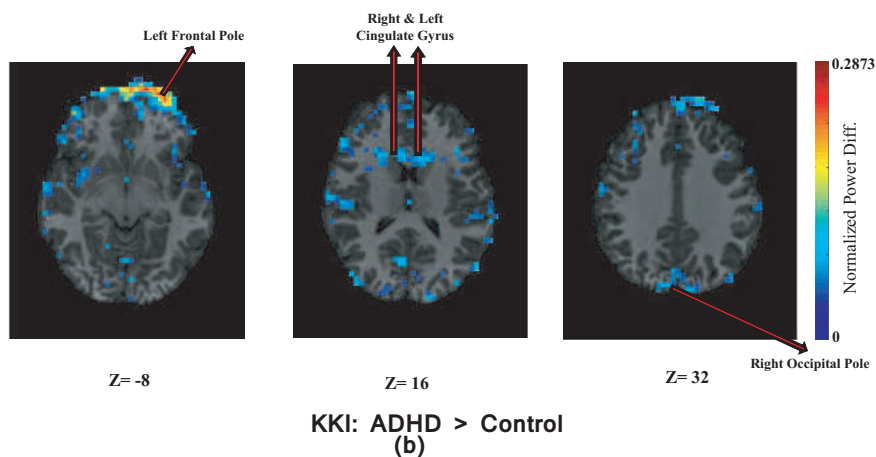 Right & Left
Cingulate Gyrus
Left Frontal Pole
0.2873
Normalized Power Diff.
0
Right Occipital Pole
Z= -8
Z= 16
Z= 32
KKI: ADHD > Control
(b)